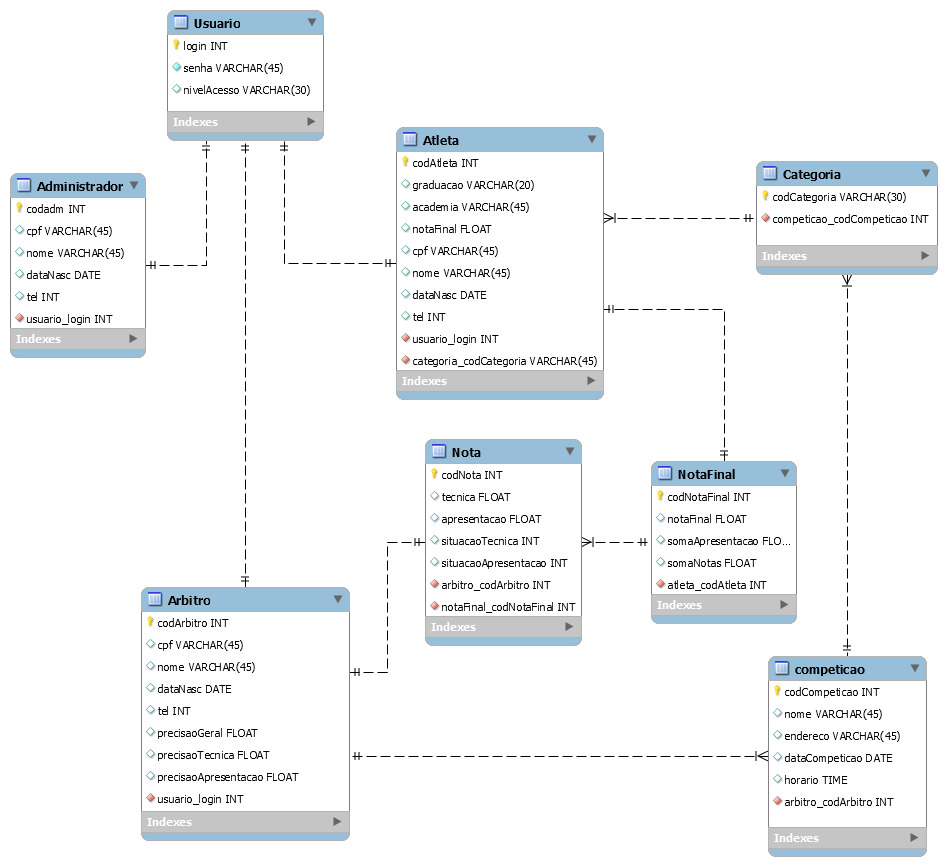 Usuario
login INT
senha VARCHAR(45)
nivelAcesso VARCHAR(30)
Indexes
Administrador
codadm INT
cpf VARCHAR(45)
nome VARCHAR(45)
dataNasc DATE
tel INT
usuario_login INT
Indexes
Atleta
codAtleta INT
graduacao VARCHAR(20)
academia VARCHAR(45)
notaFinal FLOAT
cpf VARCHAR(45)
nome VARCHAR(45)
dataNasc DATE
tel INT
usuario_login INT
categoria_codCategoria VARCHAR(45)
Indexes
Categoria
codCategoria VARCHAR(30)
competicao_codCompeticao INT
Indexes
Nota
codNota INT
tecnica FLOAT
apresentacao FLOAT
situacaoTecnica INT
situacaoApresentacao INT
arbitro_codArbitro INT
notaFinal_codNotaFinal INT
Indexes
NotaFinal
codNotaFinal INT
notaFinal FLOAT
somaApresentacao FLO...
somaNotas FLOAT
atleta_codAtleta INT
Indexes
Arbitro
codArbitro INT
cpf VARCHAR(45)
nome VARCHAR(45)
dataNasc DATE
tel INT
precisaoGeral FLOAT
precisaoTecnica FLOAT
precisaoApresentacao FLOAT
usuario_login INT
Indexes
competicao
codCompeticao INT
nome VARCHAR(45)
endereco VARCHAR(45)
dataCompeticao DATE
horario TIME
arbitro_codArbitro INT
Indexes